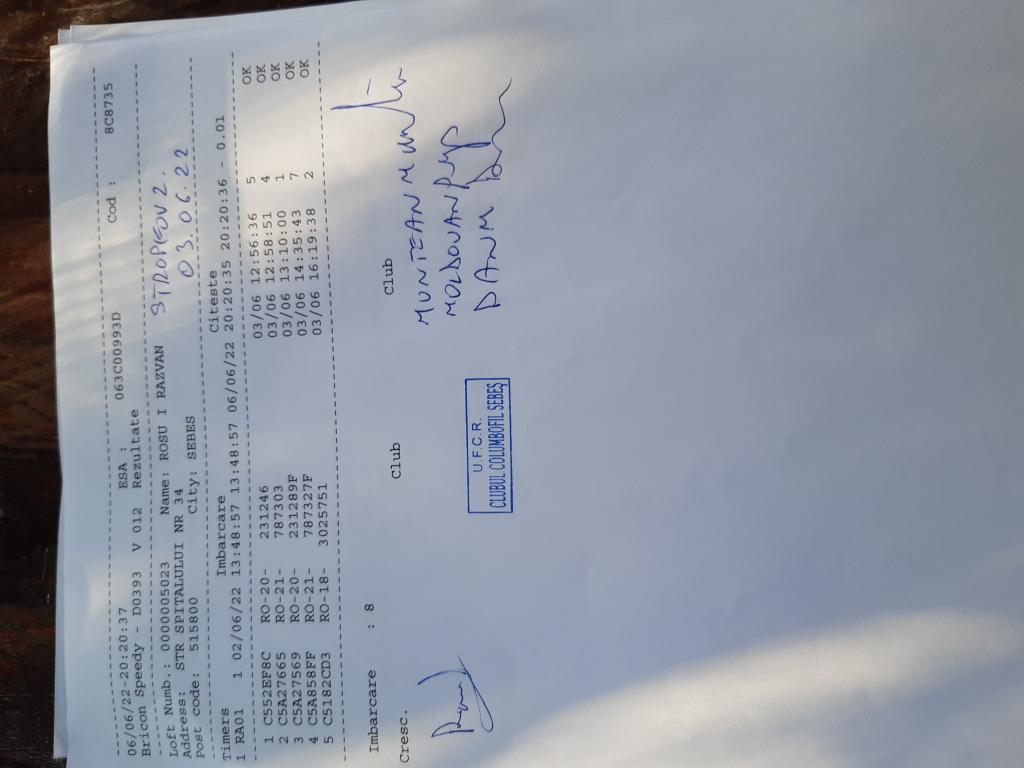 06/06/22-20:20:37 ESA : 063C00993D Cod : 8C8735
Bricon Speedy - D0393 V 012 Rezultate
Loft Numb.: 0000005023 Name: ROSU I RAZVAN STROPKOV 2.
Address: STR SPITALULUI NR 34 03.06.22
Post code: 515800 City: SEBES
Timers Imbarcare Citeste
1 RA01 1 02/06/22 13:48:57 13:48:57 06/06/22 20:20:35 20:20:36 - 0.01
1 C552EF8C RO-20- 231246 03/06 12:56:36 5 OK
2 C5A27665 RO-21- 787303 03/06 12:58:51 4 OK
3 C5A27569 RO-20- 231289F 03/06 13:10:00 1 OK
4 C5A858FF RO-21- 787327F 03/06 14:35:43 7 OK
5 C5182CD3 RO-18- 3025751 03/06 16:19:38 2 OK
Imbarcare : 8
Cresc. Club Club
MUNTEAN
MOLDOVAN
DAN M
U.F.C.R.
CLUBUL COLUMBOFIL SEBEȘ